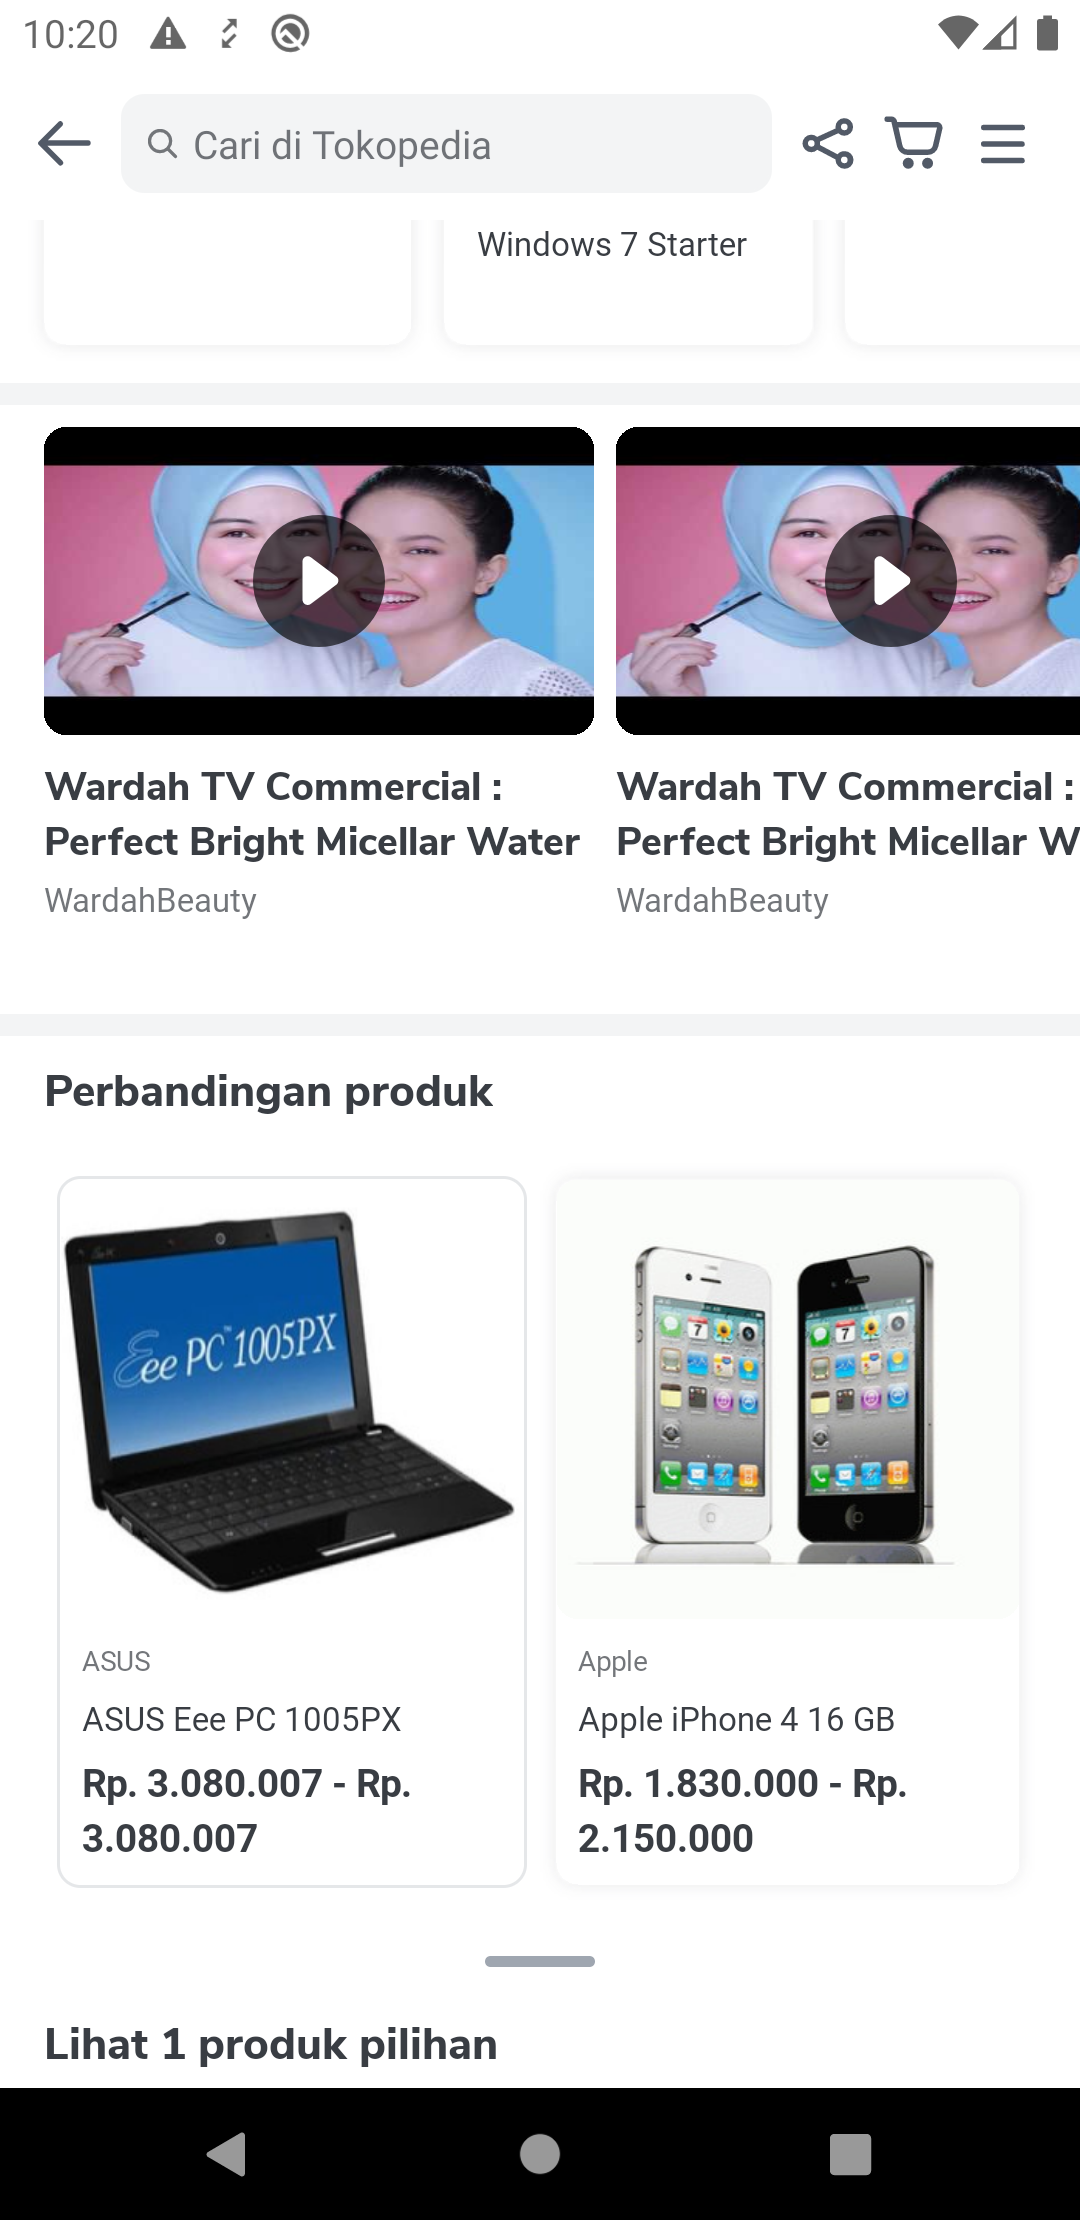 10:20
Cari di Tokopedia
Windows 7 Starter
Wardah TV Commercial :
Perfect Bright Micellar Water
WardahBeauty
Wardah TV Commercial :
Perfect Bright Micellar W
WardahBeauty
Perbandingan produk
Eee PC™ 1005PX
ASUS
ASUS Eee PC 1005PX
Rp. 3.080.007 - Rp.
3.080.007
Apple
Apple iPhone 4 16 GB
Rp. 1.830.000 - Rp.
2.150.000
Lihat 1 produk pilihan